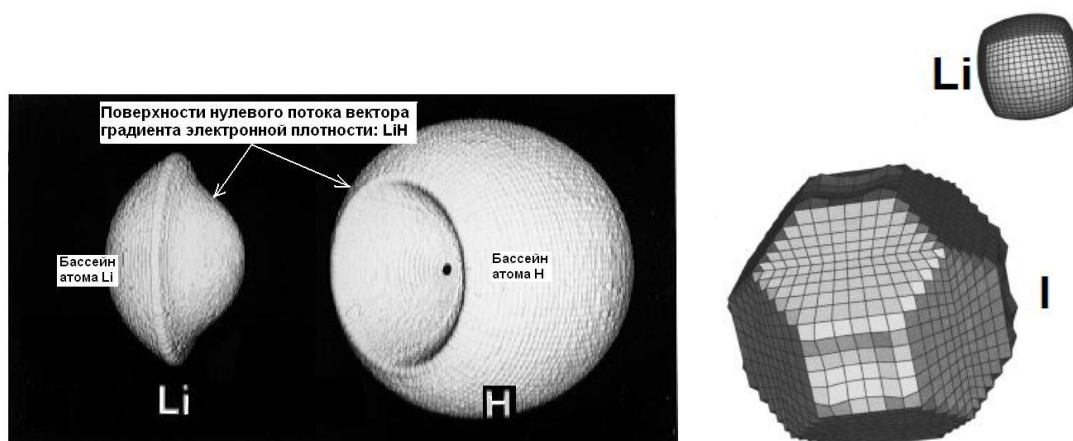 Поверхности нулевого потока вектора
градиента электронной плотности: LiH
Бассейн
атома Li
Бассейн
атома H
Li
H
Li
I